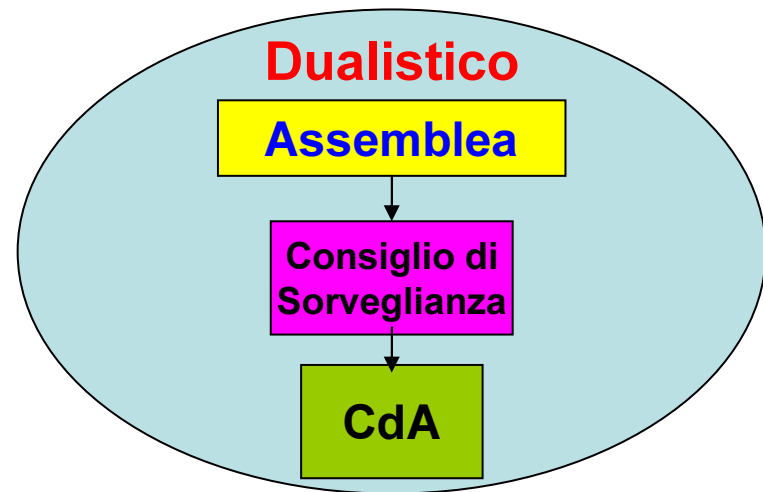 Dualistico
Assemblea
Consiglio di
Sorveglianza
CdA